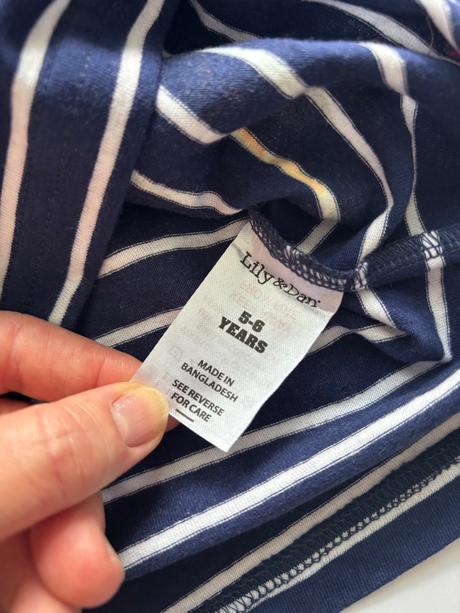 Lily&Dan®
5-6
YEARS
MADE IN
BANGLADESH
SEE REVERSE
FOR CARE